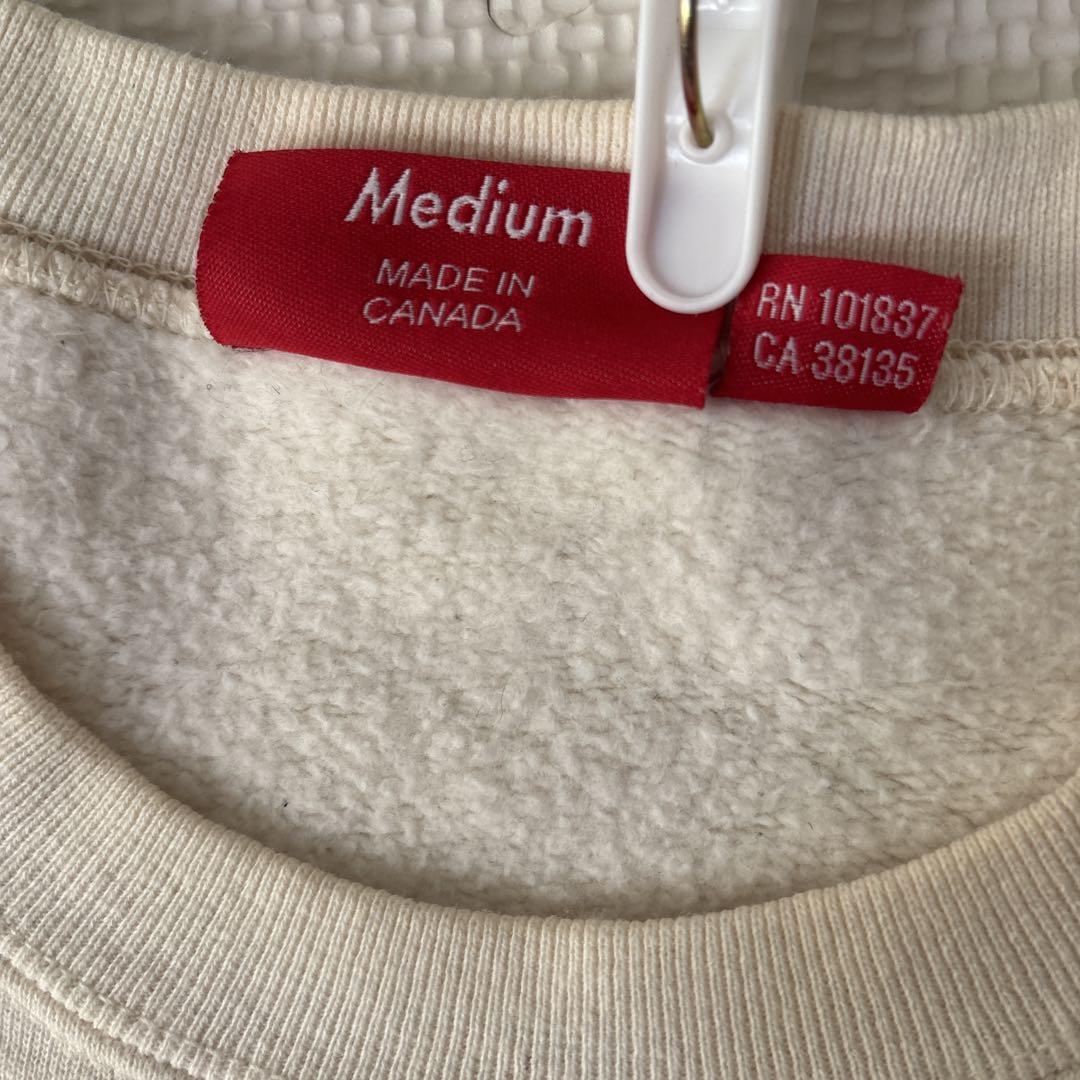 Medium
MADE IN
CANADA
RN 101837
CA 38135